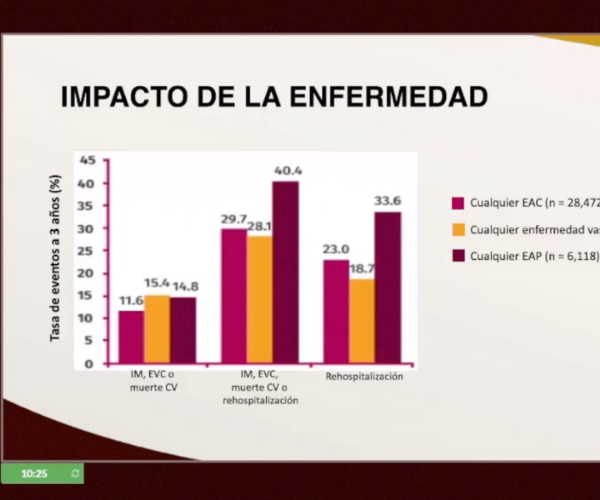 IMPACTO DE LA ENFERMEDAD
Tasa de eventos a 3 años (%)
45
40
35
30
25
20
15
10
5
0
11.6
15.4
14.8
29.7
28.1
40.4
23.0
18.7
33.6
IM, EVC o
muerte CV
IM, EVC,
muerte CV o
rehospitalización
Rehospitalización
Cualquier EAC (n = 28,472
Cualquier enfermedad
Cualquier EAP (n = 6,118)
10:25